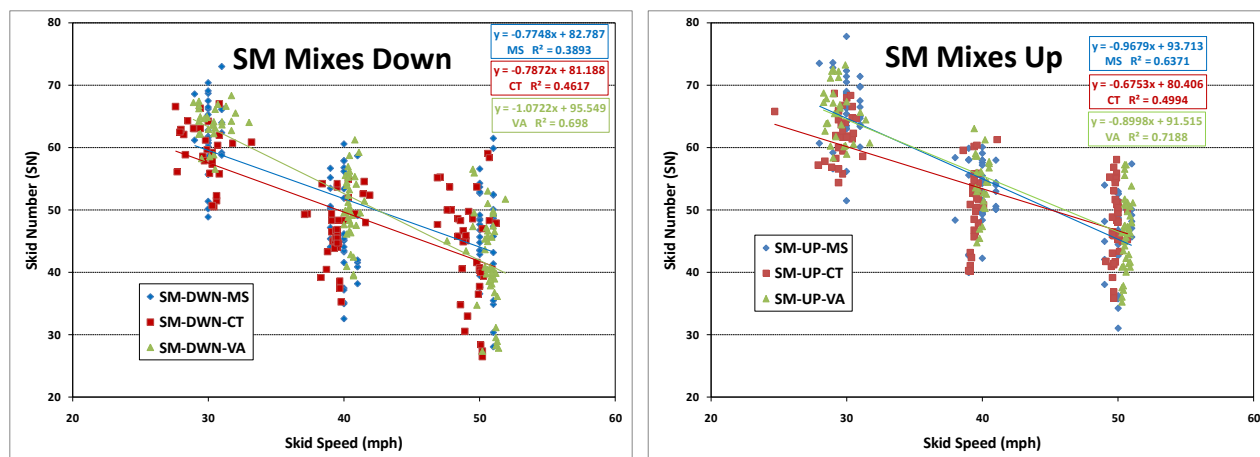 SM Mixes Down
y = -0.7748x + 82.787
MS R² = 0.3893
y = -0.7872x + 81.188
CT R² = 0.4617
y = -1.0722x + 95.549
VA R² = 0.698
Skid Number (SN)
80
70
60
50
40
30
20
SM-DWN-MS
SM-DWN-CT
SM-DWN-VA
20 30 40 50 60
Skid Speed (mph)
SM Mixes Up
y = -0.9679x + 93.713
MS R² = 0.6371
y = -0.6753x + 80.406
CT R² = 0.4994
y = -0.8998x + 91.515
VA R² = 0.7188
Skid Number (SN)
80
70
60
50
40
30
20
SM-UP-MS
SM-UP-CT
SM-UP-VA
20 30 40 50 60
Skid Speed (mph)